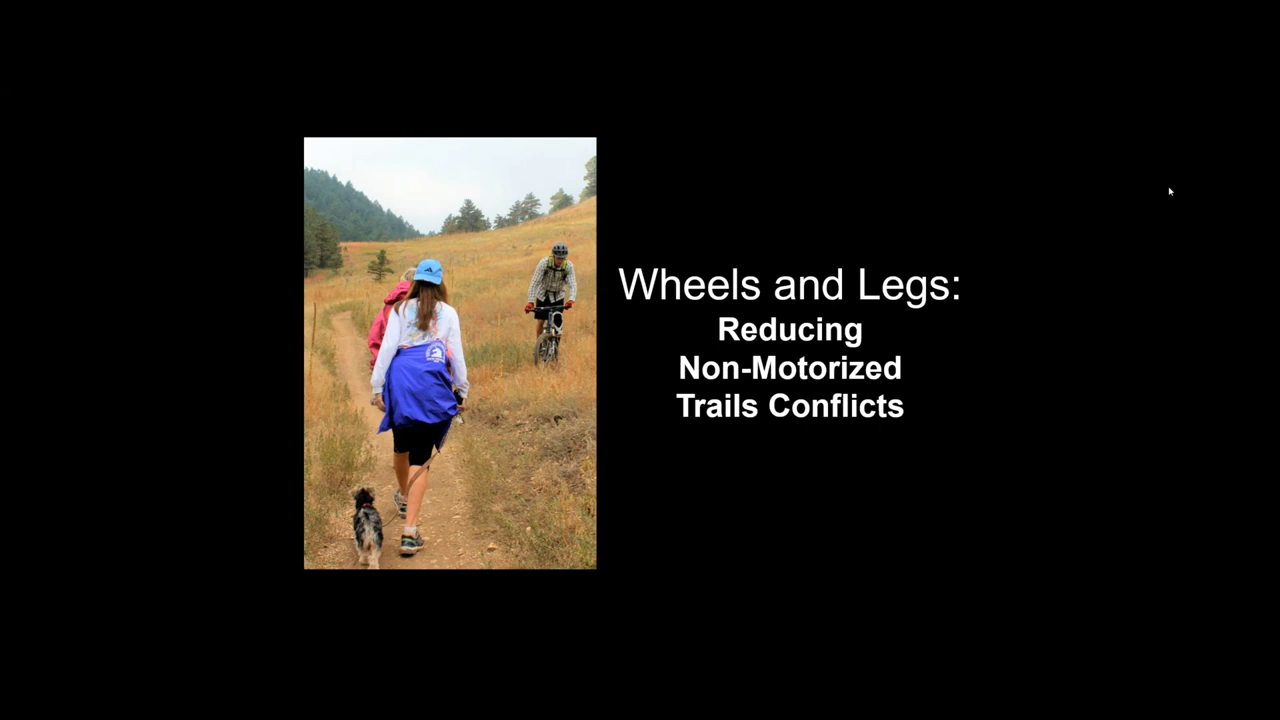 Wheels and Legs:
Reducing
Non-Motorized
Trails Conflicts